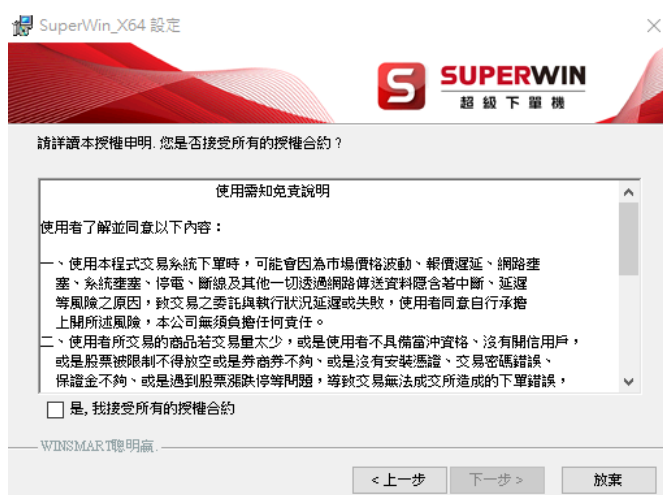 SuperWin_X64 設定
SUPERWIN
超級下單機
請詳讀本授權申明. 您是否接受所有的授權合約 ?
使用需知免責說明
使用者了解並同意以下內容：
一、使用本程式交易系統下單時，可能會因為市場價格波動、報價遲延、網路壅
塞、系統壅塞、停電、斷線及其他一切透過網路傳送資料隱含著中斷、延遲
等風險之原因，致交易之委託與執行狀況延遲或失敗，使用者同意自行承擔
上開所述風險，本公司無須負擔任何責任。
二、使用者所交易的商品若交易量太少，或是使用者不具備當沖資格、沒有開信用戶，
或是股票被限制不得放空或是券商券不夠、或是沒有安裝憑證、交易密碼錯誤、
保證金不夠、或是遇到股票漲跌停等問題，導致交易無法成交所造成的下單錯誤，
是, 我接受所有的授權合約
WINSMART聰明贏.
< 上一步
下一步 >
放棄